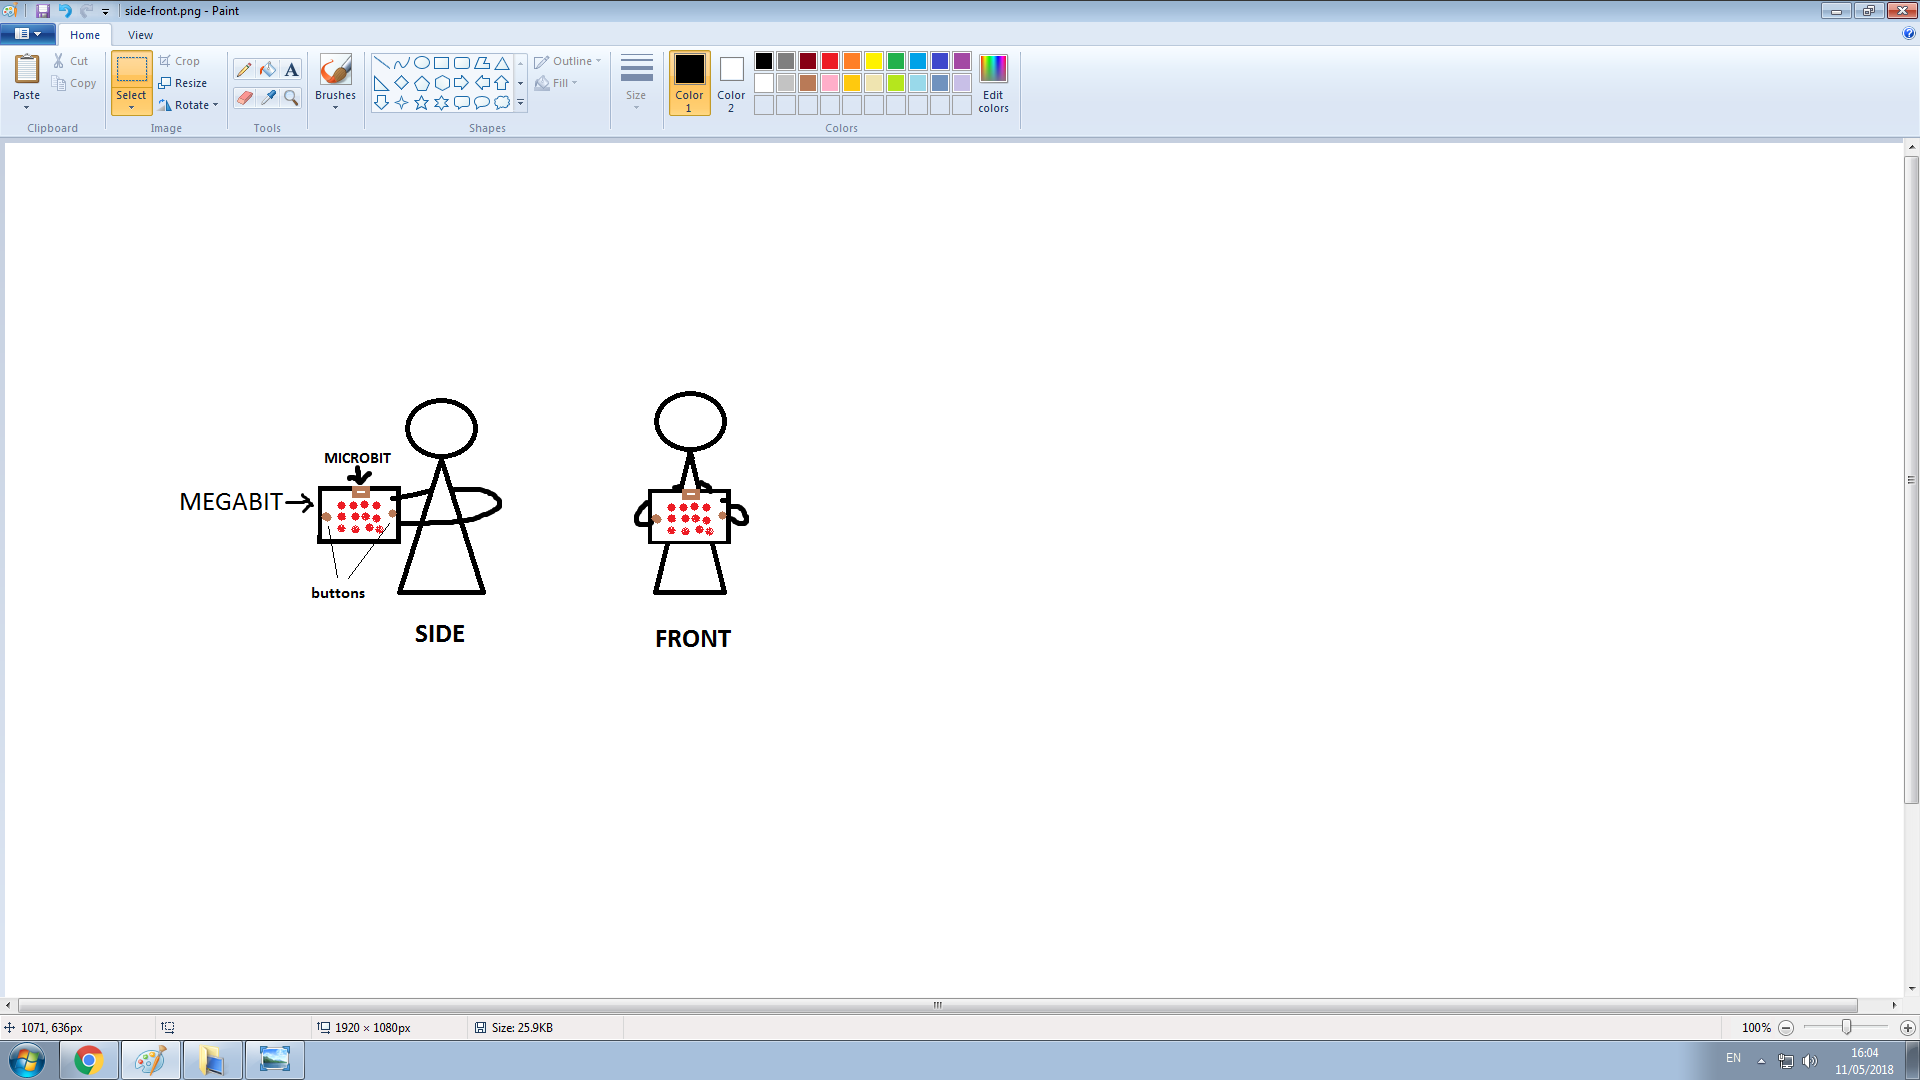 side-front.png - Paint
Home View
Paste
Cut
Copy
Clipboard
Select
Crop
Resize
Rotate
Image
A
Tools
Brushes
Shapes
Outline
Fill
Size
Color
1
Color
2
Edit
colors
Colors
MICROBIT
MEGABIT
buttons
SIDE
FRONT
1071, 636px
1920 × 1080px
Size: 25.9KB
100%
EN
16:04
11/05/2018